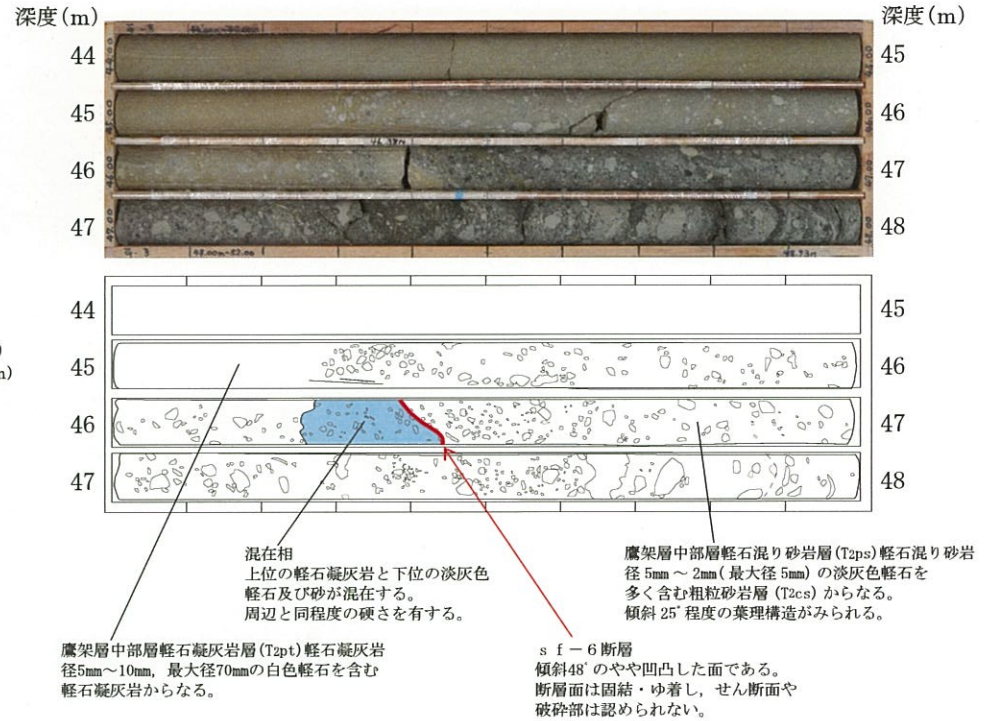 深度(m)
深度(m)
44
45
45
46
46
47
47
48
44
45
45
46
46
47
47
48
混在相
上位の軽石凝灰岩と下位の淡灰色
軽石及び砂が混在する。
周辺と同程度の硬さを有する。
鷹架層中部層軽石混り砂岩層(T2ps)軽石混り砂岩
径5mm～2mm(最大径5mm)の淡灰色軽石を
多く含む粗粒砂岩層(T2cs)からなる。
傾斜25°程度の葉理構造がみられる。
鷹架層中部層軽石凝灰岩層(T2pt)軽石凝灰岩
径5mm～10mm，最大径70mmの白色軽石を含む
軽石凝灰岩からなる。
ｓｆ－6断層
傾斜48°のやや凹凸した面である。
断層面は固結・ゆ着し，せん断面や
破砕部は認められない。